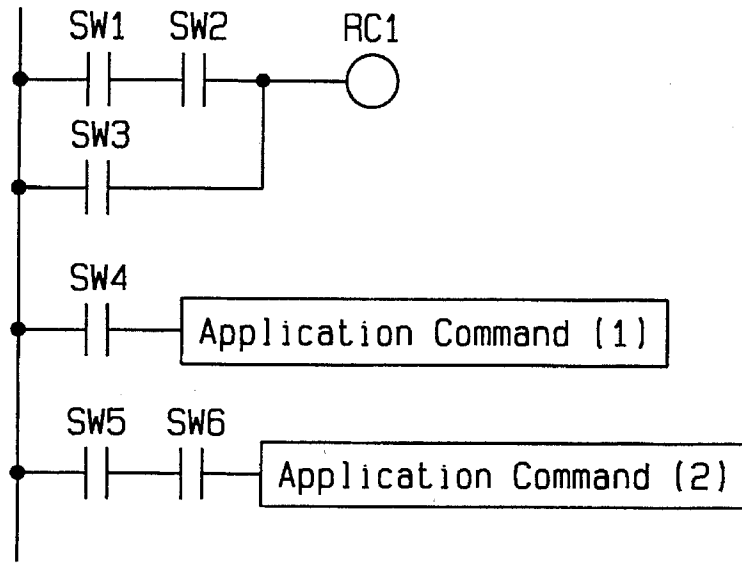 SW1 SW2 RC1
SW3
SW4
Application Command (1)
SW5 SW6
Application Command (2)